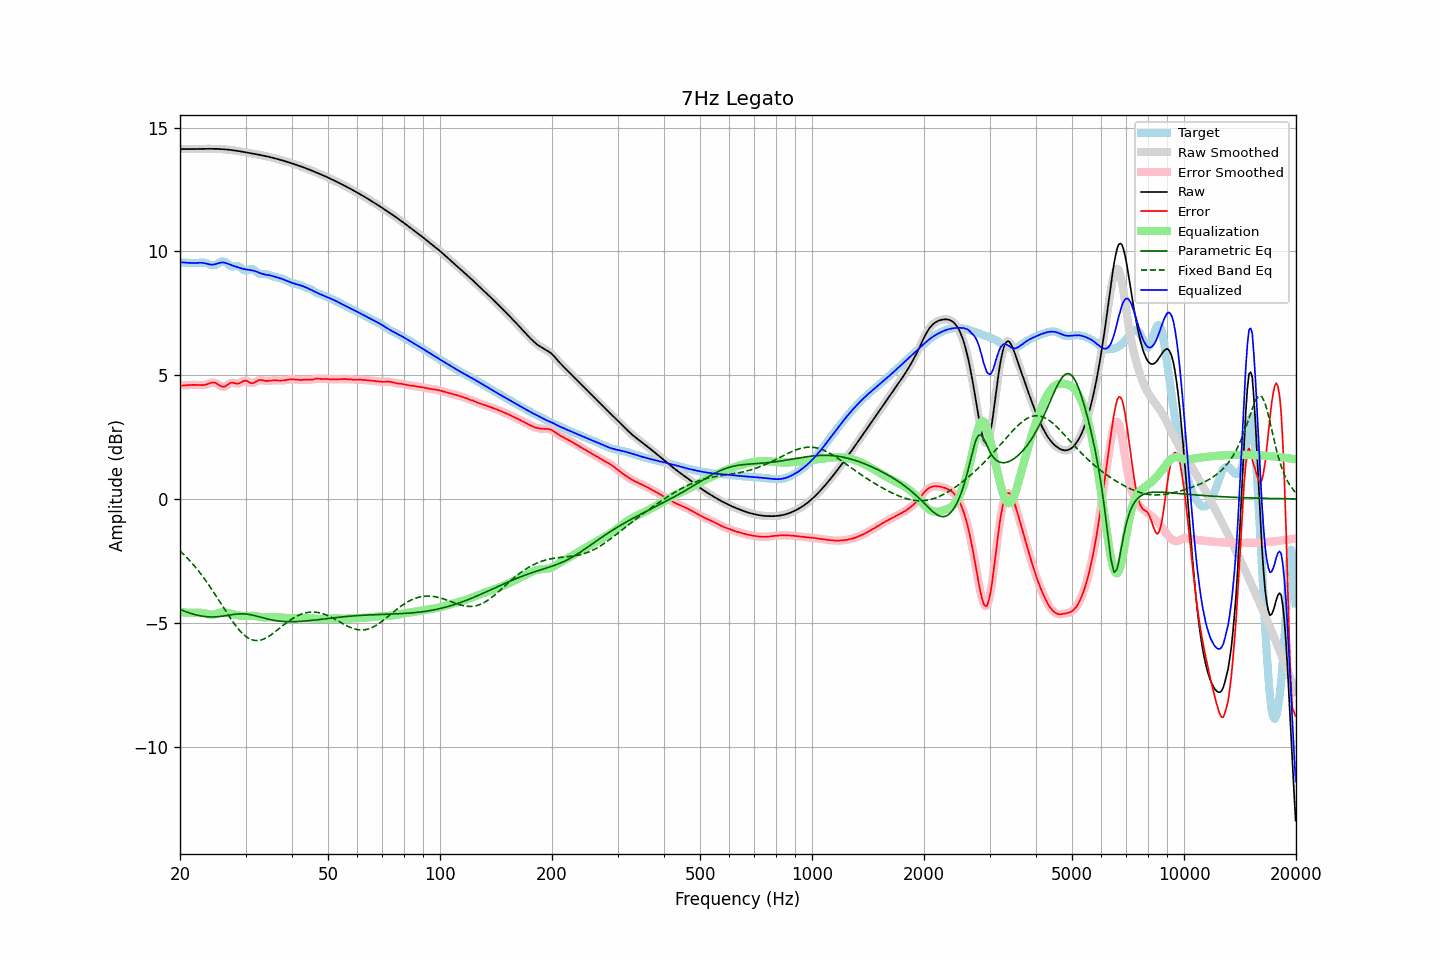 7Hz Legato
Target
Raw Smoothed
Error Smoothed
Raw
Error
Equalization
Parametric Eq
Fixed Band Eq
Equalized
15
10
5
0
−5
−10
Amplitude (dBr)
20
50
100
200
500
1000
2000
5000
10000
20000
Frequency (Hz)